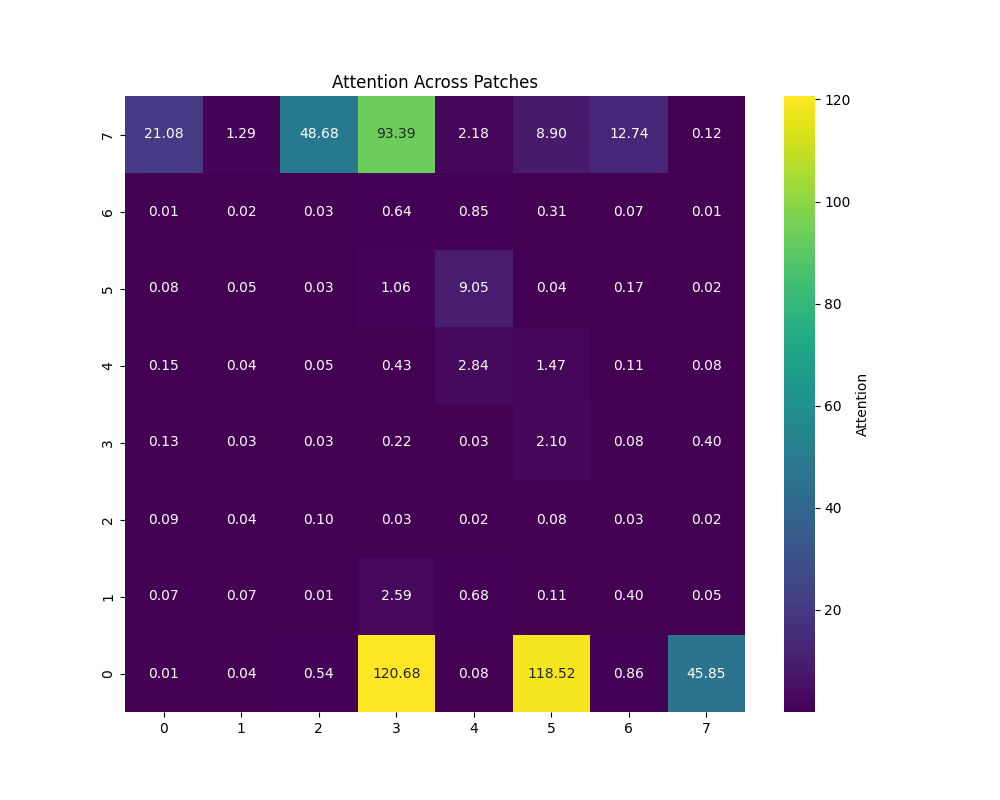 Attention Across Patches
7 21.08 1.29 48.68 93.39 2.18 8.90 12.74 0.12
6 0.01 0.02 0.03 0.64 0.85 0.31 0.07 0.01
5 0.08 0.05 0.03 1.06 9.05 0.04 0.17 0.02
4 0.15 0.04 0.05 0.43 2.84 1.47 0.11 0.08
3 0.13 0.03 0.03 0.22 0.03 2.10 0.08 0.40
2 0.09 0.04 0.10 0.03 0.02 0.08 0.03 0.02
1 0.07 0.07 0.01 2.59 0.68 0.11 0.40 0.05
0 0.01 0.04 0.54 120.68 0.08 118.52 0.86 45.85
0 1 2 3 4 5 6 7
120
100
80
60
40
20
Attention